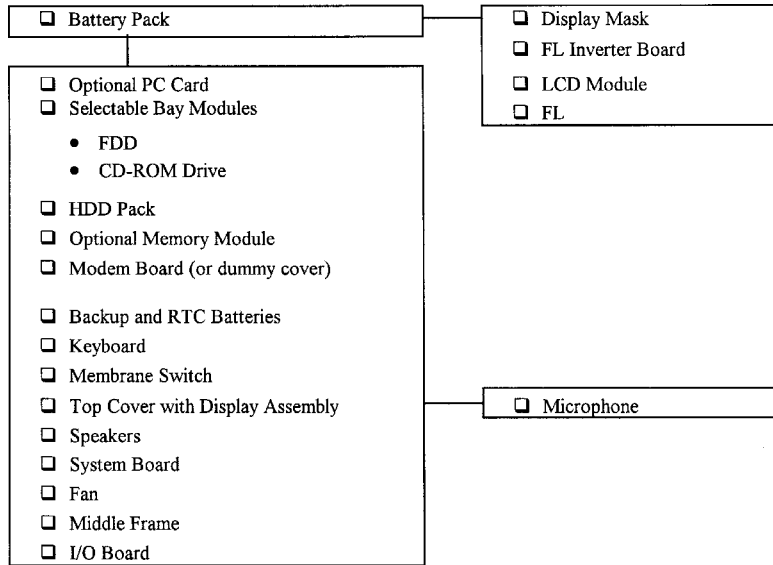 ❏ Battery Pack
❏ Optional PC Card
❏ Selectable Bay Modules
• FDD
• CD-ROM Drive
❏ HDD Pack
❏ Optional Memory Module
❏ Modem Board (or dummy cover)
❏ Backup and RTC Batteries
❏ Keyboard
❏ Membrane Switch
❏ Top Cover with Display Assembly
❏ Speakers
❏ System Board
❏ Fan
❏ Middle Frame
❏ I/O Board
❏ Display Mask
❏ FL Inverter Board
❏ LCD Module
❏ FL
❏ Microphone